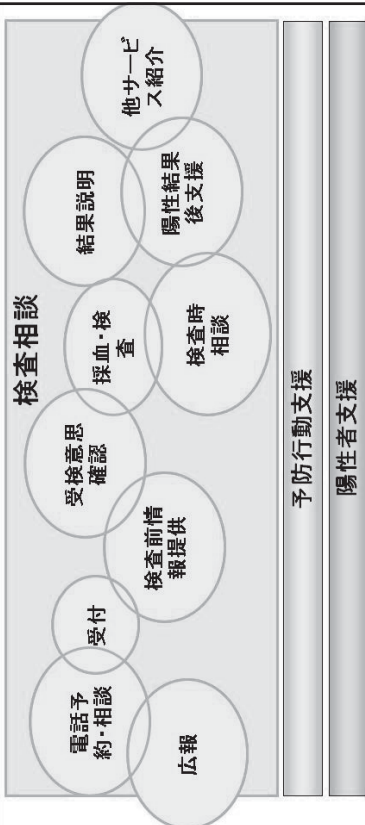 検査相談
広報
電話予
約・相談
受付
検査前情
報提供
受検意思
確認
採血・検
査
検査時
相談
結果説明
陽性結果
後支援
他サービ
ス紹介
予防行動支援
陽性者支援